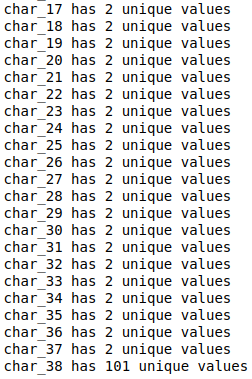 char_17 has 2 unique values
char_18 has 2 unique values
char_19 has 2 unique values
char_20 has 2 unique values
char_21 has 2 unique values
char_22 has 2 unique values
char_23 has 2 unique values
char_24 has 2 unique values
char_25 has 2 unique values
char_26 has 2 unique values
char_27 has 2 unique values
char_28 has 2 unique values
char_29 has 2 unique values
char_30 has 2 unique values
char_31 has 2 unique values
char_32 has 2 unique values
char_33 has 2 unique values
char_34 has 2 unique values
char_35 has 2 unique values
char_36 has 2 unique values
char_37 has 2 unique values
char_38 has 101 unique values